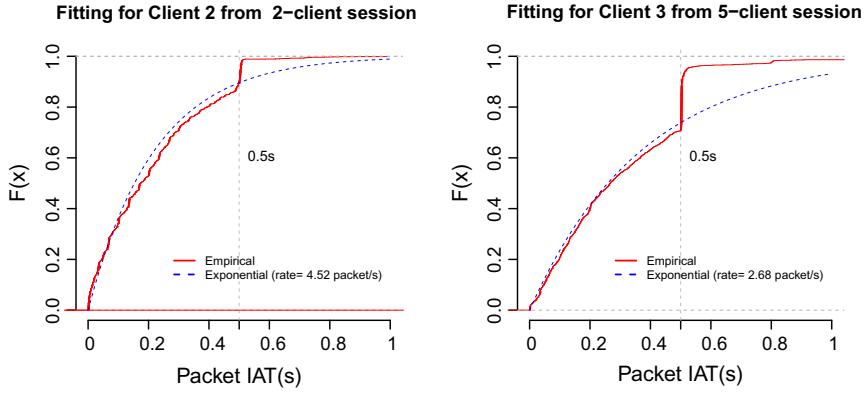 Fitting for Client 2 from 2−client session
F(x)
1.0
0.8
0.6
0.4
0.2
0.0
0.5s
Empirical
Exponential (rate= 4.52 packet/s)
0 0.2 0.4 0.6 0.8 1
Packet IAT(s)
Fitting for Client 3 from 5−client session
F(x)
1.0
0.8
0.6
0.4
0.2
0.0
0.5s
Empirical
Exponential (rate= 2.68 packet/s)
0 0.2 0.4 0.6 0.8 1
Packet IAT(s)